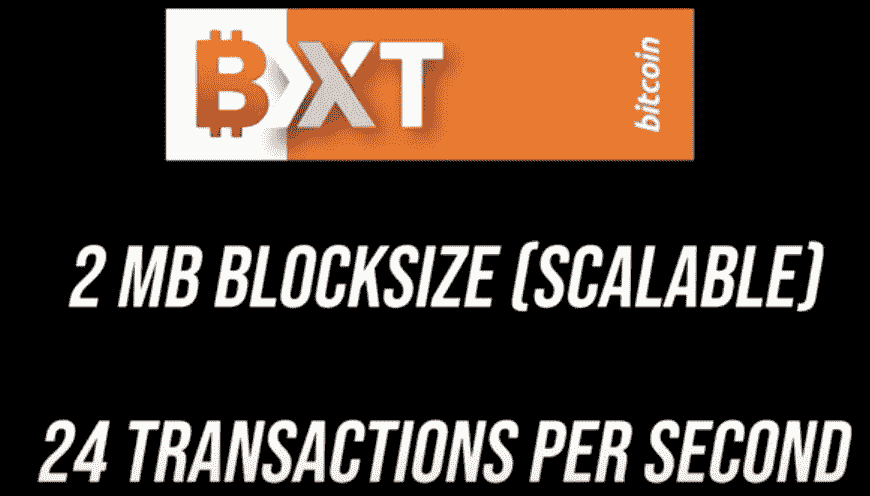 BXT
bitcoin
2 MB BLOCKSIZE (SCALABLE)
24 TRANSACTIONS PER SECOND